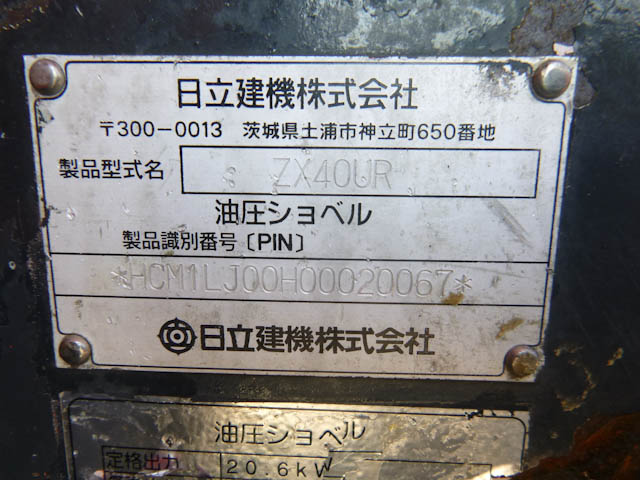 日立建機株式会社
〒300-0013 茨城県土浦市神立町650番地
製品型式名 ZX40UR
油圧ショベル
製品識別番号〔PIN〕
*HCM1LJ00H00020067*
日立建機株式会社
油圧ショベル
定格出力 20.6kW